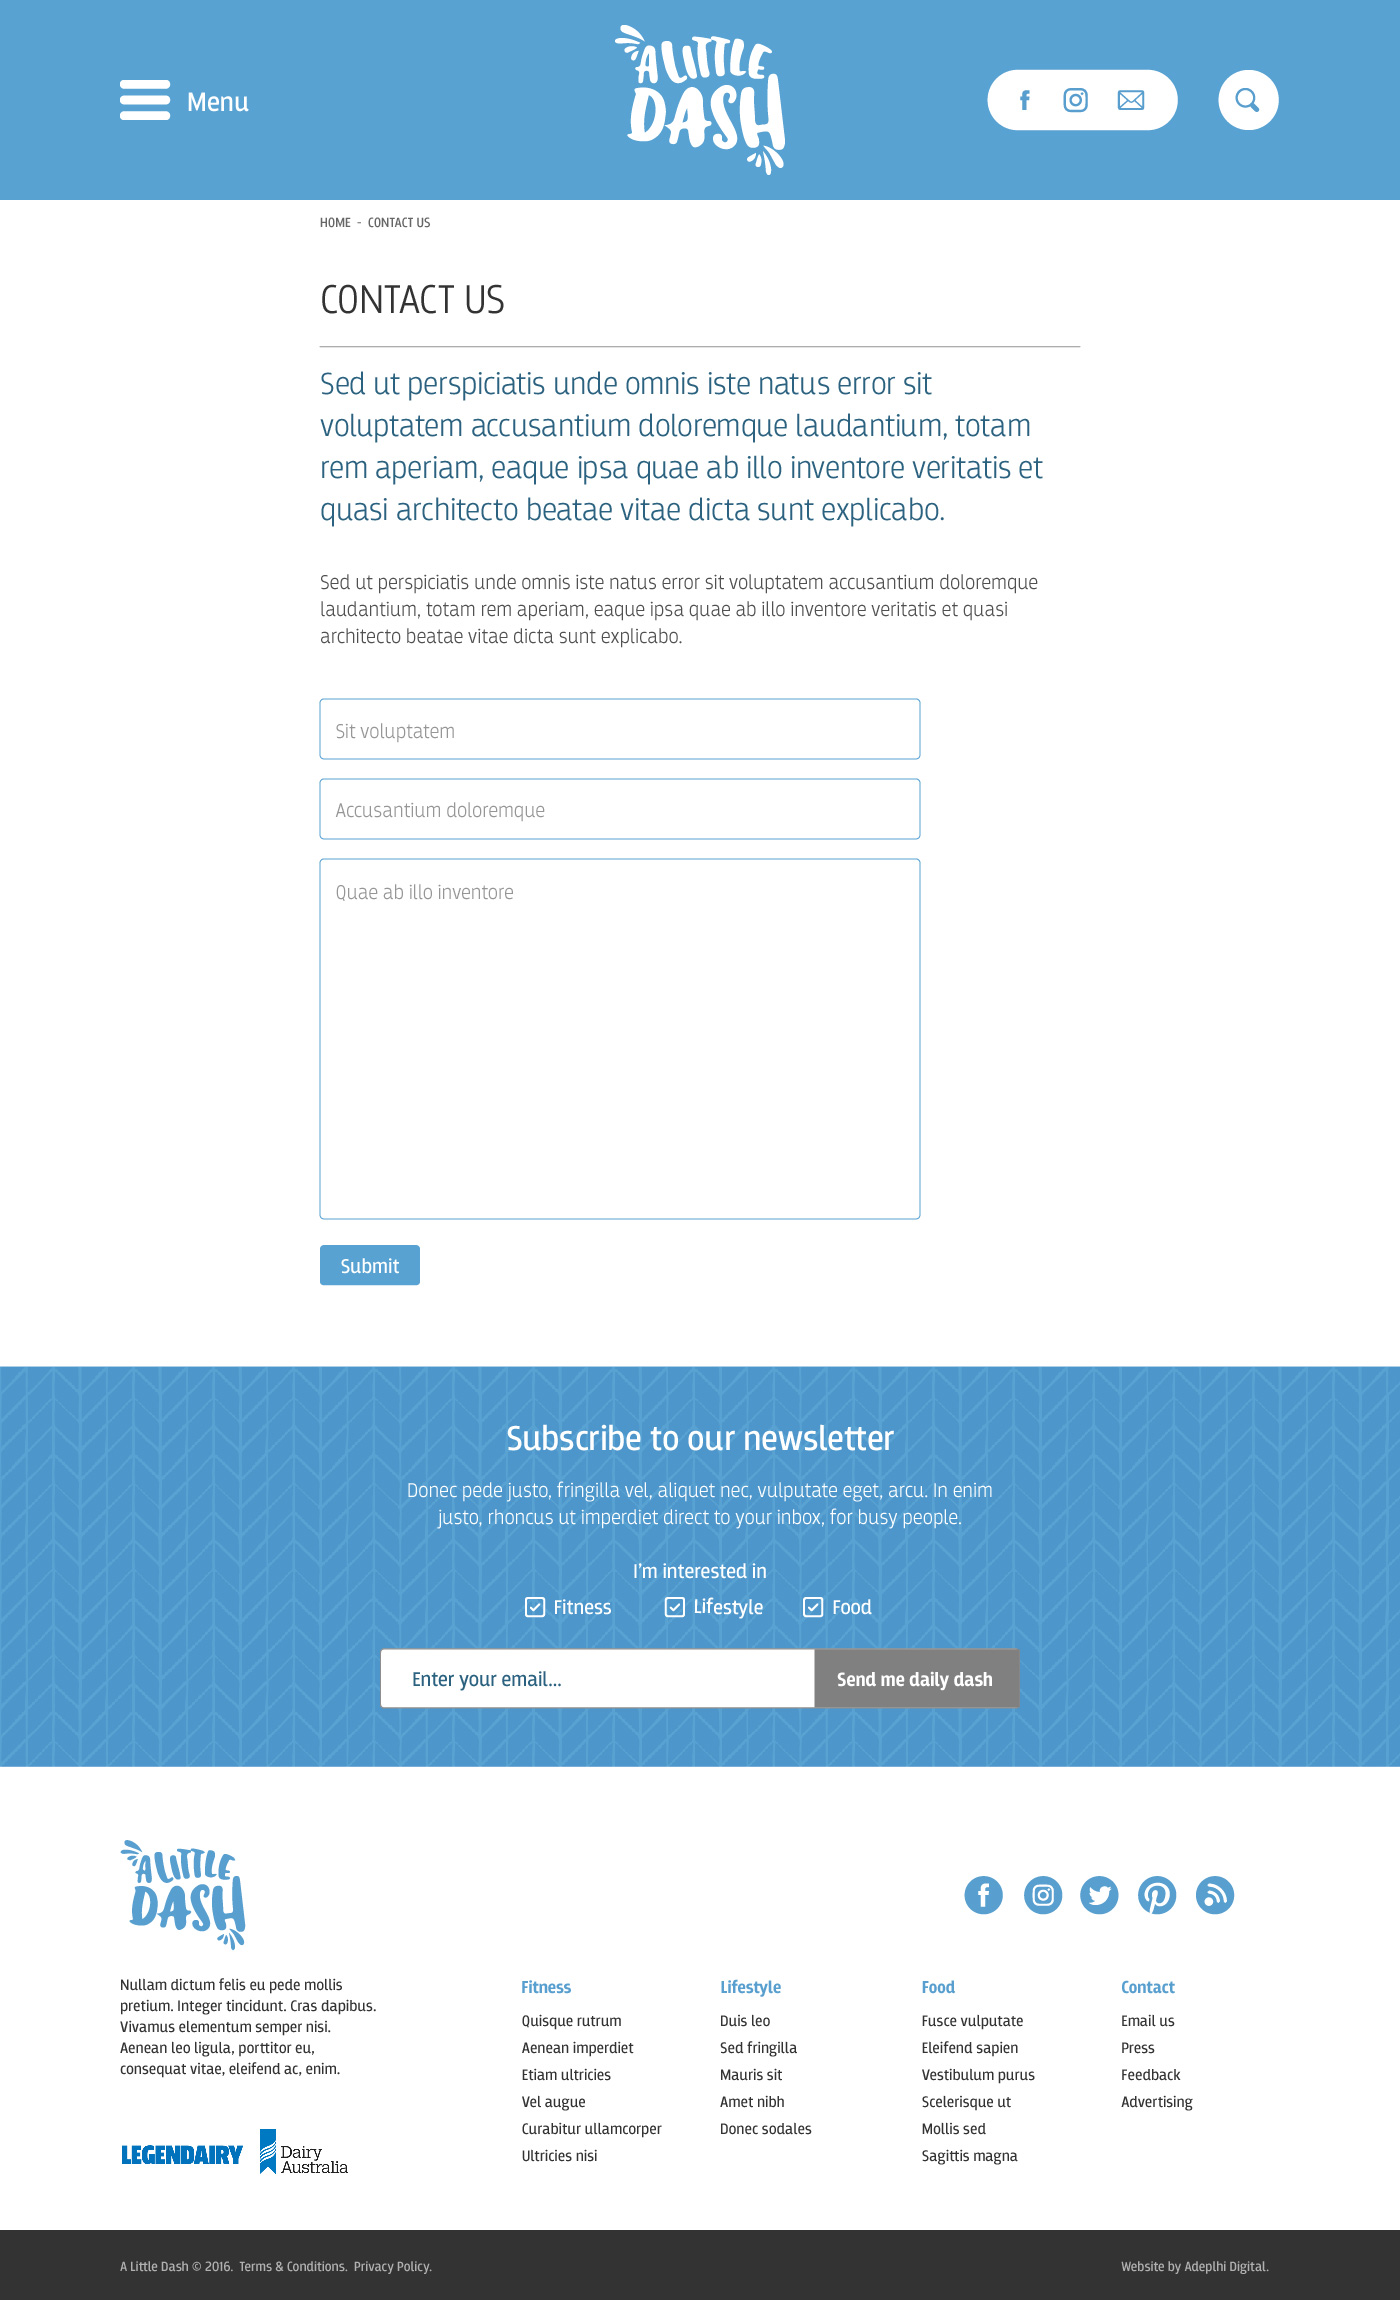 Menu
A LITTLE
DASH
HOME - CONTACT US
CONTACT US
Sed ut perspiciatis unde omnis iste natus error sit
voluptatem accusantium doloremque laudantium, totam
rem aperiam, eaque ipsa quae ab illo inventore veritatis et
quasi architecto beatae vitae dicta sunt explicabo.
Sed ut perspiciatis unde omnis iste natus error sit voluptatem accusantium doloremque
laudantium, totam rem aperiam, eaque ipsa quae ab illo inventore veritatis et quasi
architecto beatae vitae dicta sunt explicabo.
Sit voluptatem
Accusantium doloremque
Quae ab illo inventore
Submit
Subscribe to our newsletter
Donec pede justo, fringilla vel, aliquet nec, vulputate eget, arcu. In enim
justo, rhoncus ut imperdiet direct to your inbox, for busy people.
I'm interested in
Fitness Lifestyle Food
Enter your email... Send me daily dash
A LITTLE
DASH
Nullam dictum felis eu pede mollis
pretium. Integer tincidunt. Cras dapibus.
Vivamus elementum semper nisi.
Aenean leo ligula, porttitor eu,
consequat vitae, eleifend ac, enim.
LEGENDAIRY
Dairy
Australia
Fitness
Quisque rutrum
Aenean imperdiet
Etiam ultricies
Vel augue
Curabitur ullamcorper
Ultricies nisi
Lifestyle
Duis leo
Sed fringilla
Mauris sit
Amet nibh
Donec sodales
Food
Fusce vulputate
Eleifend sapien
Vestibulum purus
Scelerisque ut
Mollis sed
Sagittis magna
Contact
Email us
Press
Feedback
Advertising
A Little Dash © 2016. Terms & Conditions. Privacy Policy.
Website by Adeplhi Digital.